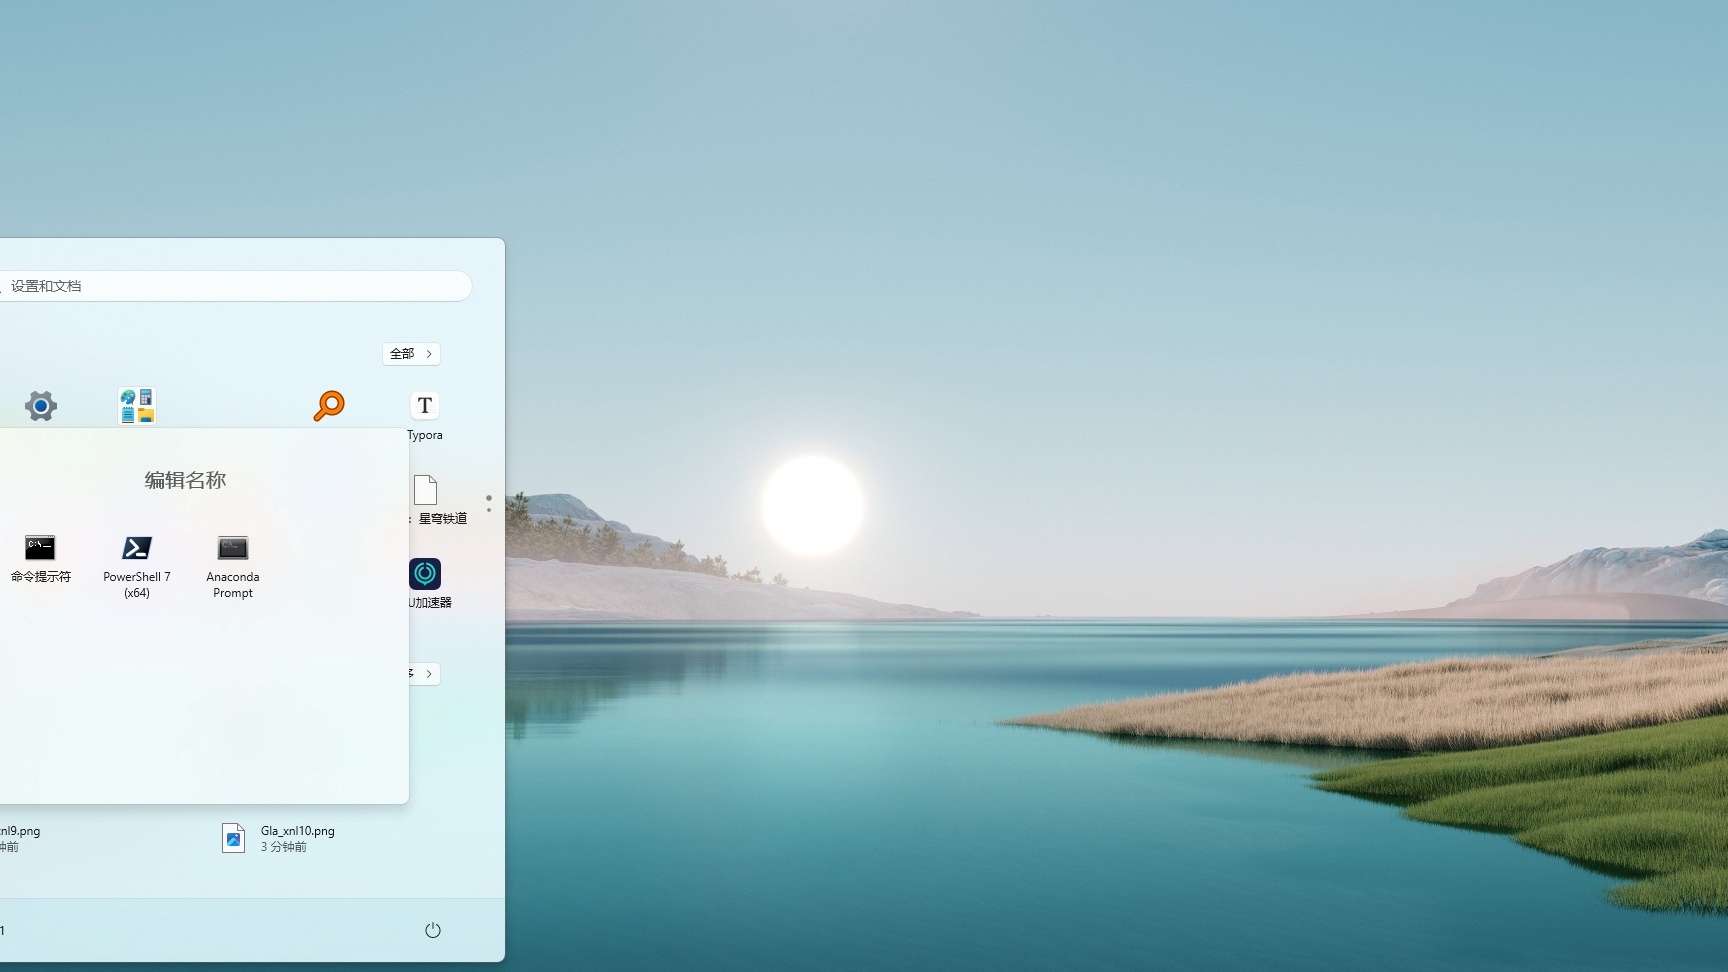 设置和文档
全部
Typora
编辑名称
: 星穹铁道
命令提示符
PowerShell 7
(x64)
Anaconda
Prompt
U加速器
多
nl9.png
钟前
Gla_xnl10.png
3 分钟前
1